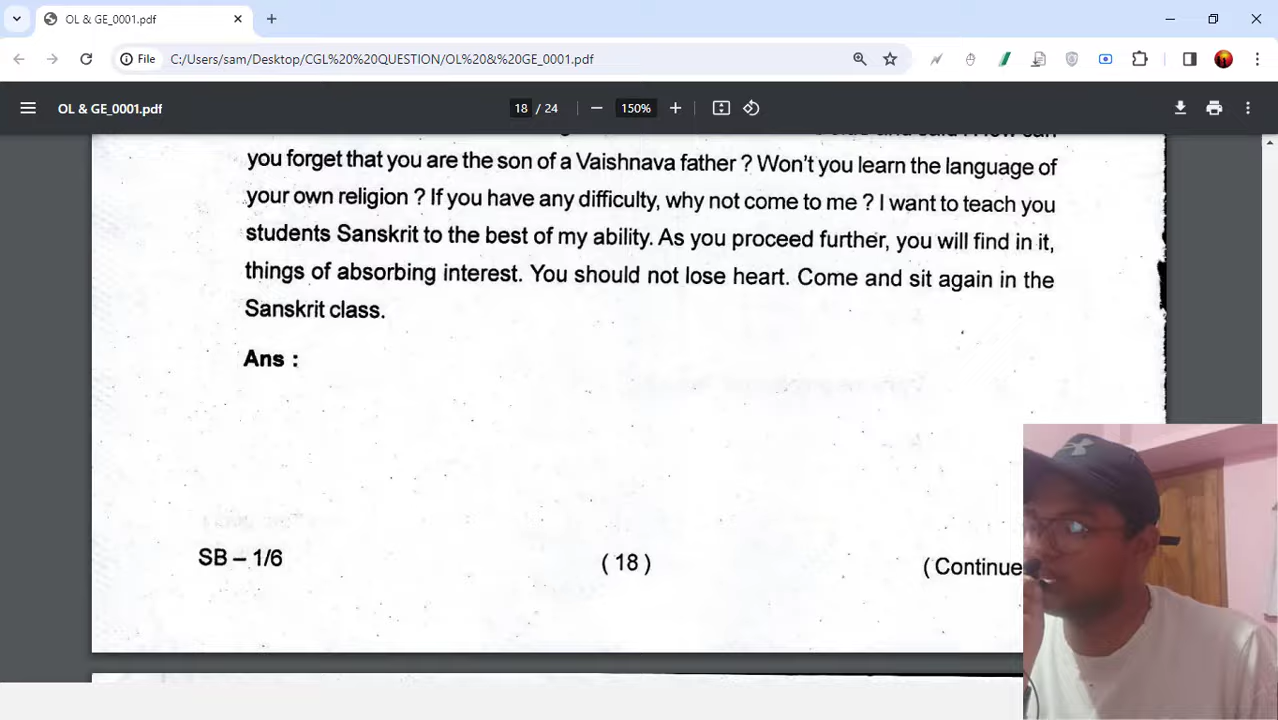 OL & GE_0001.pdf
File
C:/Users/sam/Desktop/CGL%20%20QUESTION/OL%20&%20GE_0001.pdf
OL & GE_0001.pdf
18 / 24
150%
you forget that you are the son of a Vaishnava father ? Won't you learn the language of
your own religion ? If you have any difficulty, why not come to me ? I want to teach you
students Sanskrit to the best of my ability. As you proceed further, you will find in it,
things of absorbing interest. You should not lose heart. Come and sit again in the
Sanskrit class.
Ans :
SB – 1/6
( 18 )
( Continue